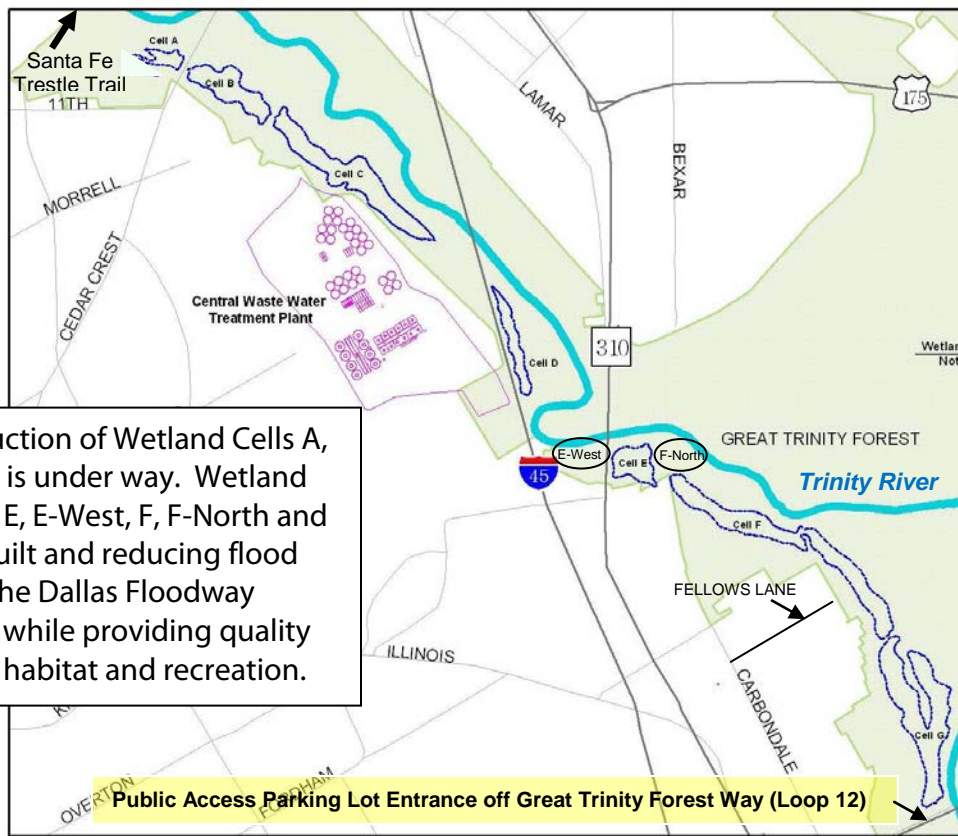 Cell A
Santa Fe
Trestle Trail
11TH
Cell B
LAMAR
175
BEXAR
MORRELL
Cell C
CEDAR CREST
Central Waste Water
Treatment Plant
310
Cell D
GREAT TRINITY FOREST
Trinity River
E-West
Cell E
F-North
45
uction of Wetland Cells A,
is under way. Wetland
E, E-West, F, F-North and
uilt and reducing flood
he Dallas Floodway
while providing quality
habitat and recreation.
Cell F
FELLOWS LANE
ILLINOIS
CARBONDALE
Cell G
OVERTON
FORDHAM
Public Access Parking Lot Entrance off Great Trinity Forest Way (Loop 12)